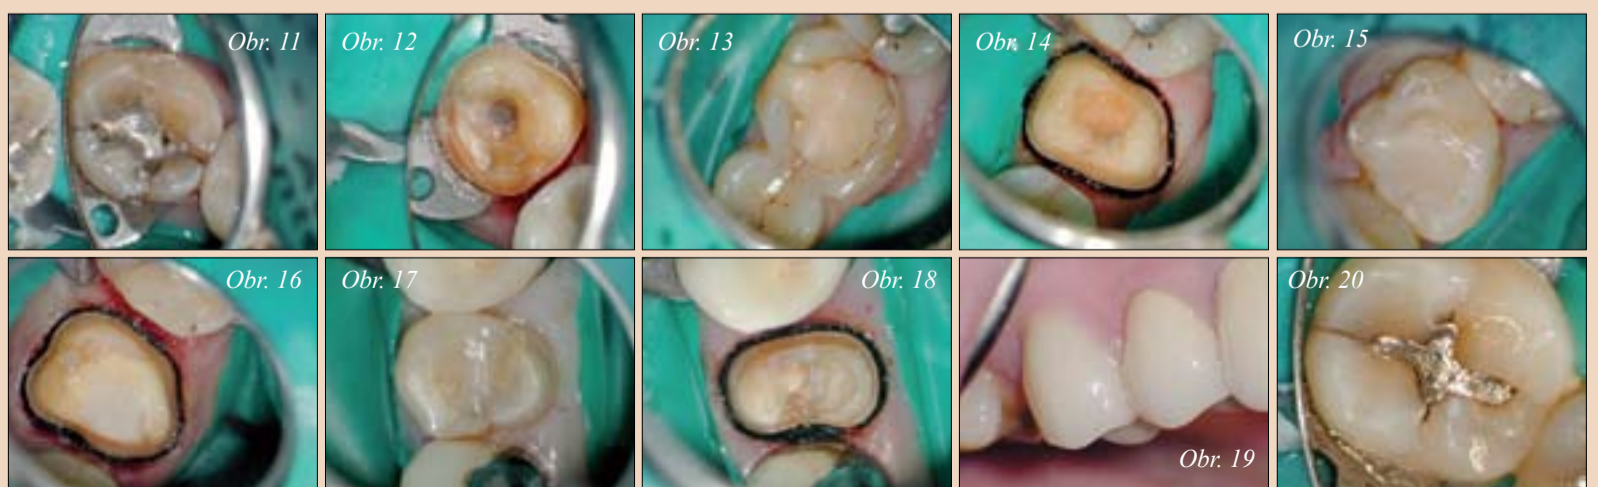 Obr. 11
Obr. 12
Obr. 13
Obr. 14
Obr. 15
Obr. 16
Obr. 17
Obr. 18
Obr. 19
Obr. 20